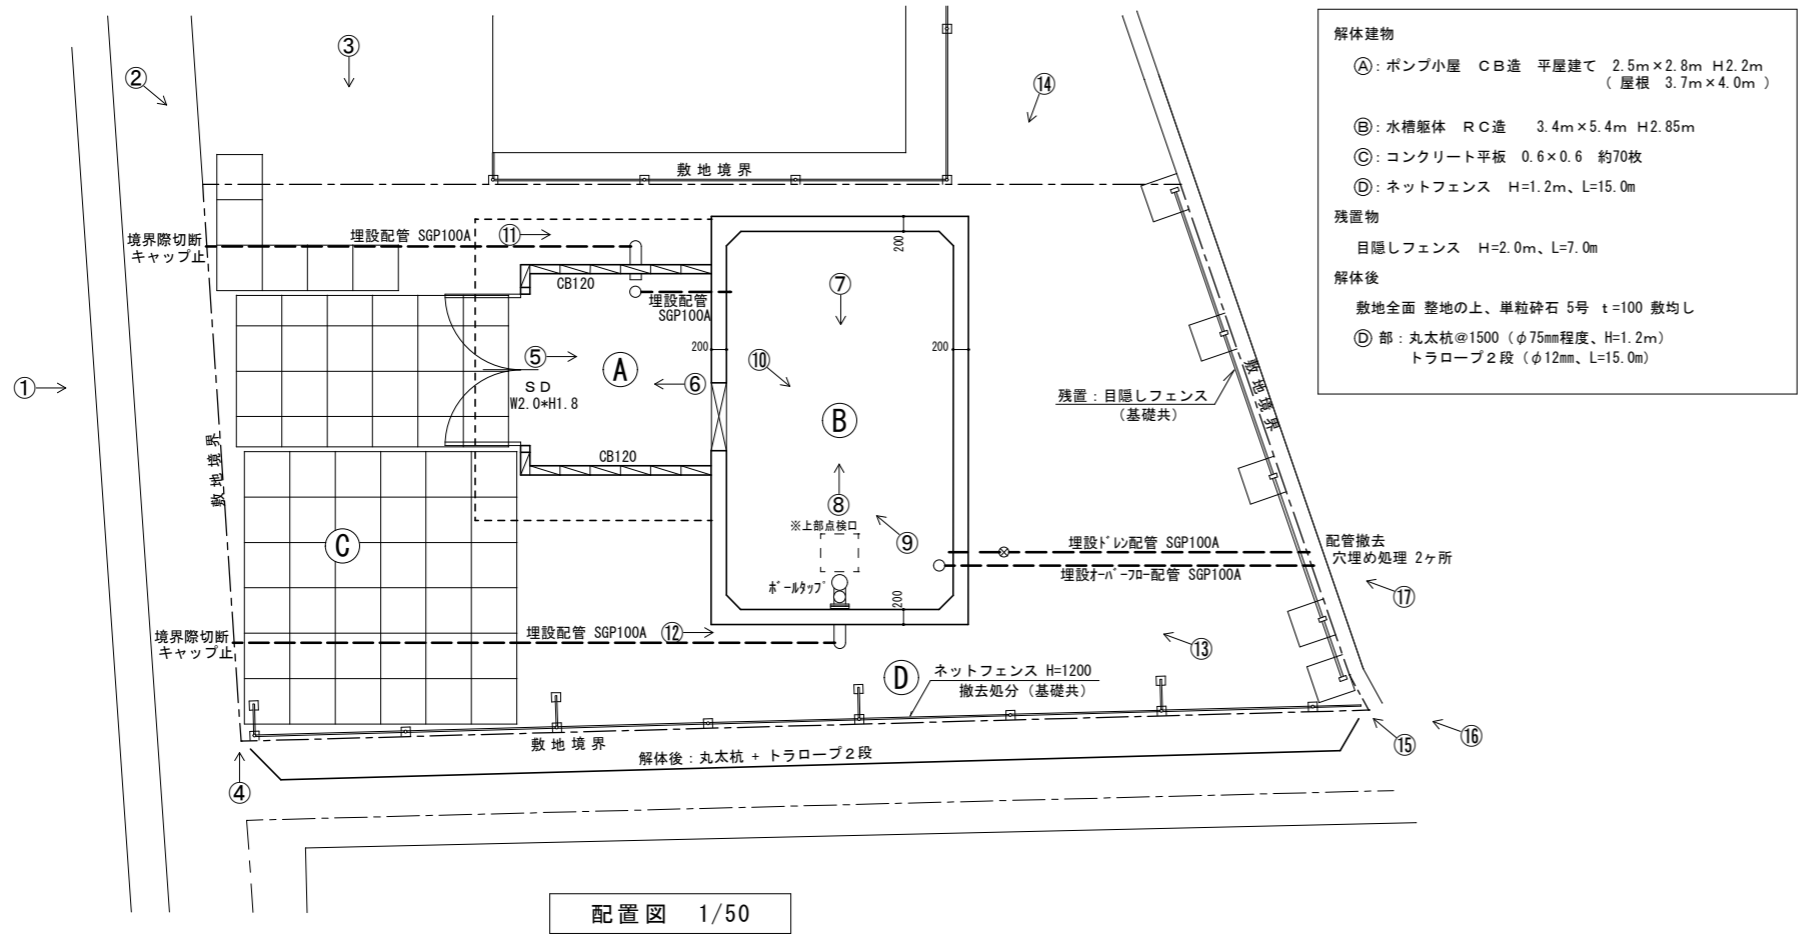 解体建物
Ⓐ：ポンプ小屋　ＣＢ造　平屋建て　2.5m×2.8m H2.2m
（ 屋根　3.7m×4.0m ）
Ⓑ：水槽躯体　ＲＣ造　3.4m×5.4m H2.85m
Ⓒ：コンクリート平板　0.6×0.6　約70枚
Ⓓ：ネットフェンス　H=1.2m、L=15.0m
残置物
目隠しフェンス　H=2.0m、L=7.0m
解体後
敷地全面 整地の上、単粒砕石 5号 t=100 敷均し
Ⓓ 部：丸太杭@1500（φ75mm程度、H=1.2m）
トラロープ２段（φ12mm、L=15.0m）
①
②
③
⑭
敷地境界
境界際切断
キャップ止
埋設配管 SGP100A
⑪
CB120
埋設配管
SGP100A
200
⑦
200
200
⑩
⑤
Ⓐ
⑥
ＳＤ
W2.0*H1.8
Ⓑ
残置：目隠しフェンス
（基礎共）
敷地境界
敷地境界
CB120
⑧
※上部点検口
⑨
Ⓒ
埋設ﾄﾞﾚﾝ配管 SGP100A
埋設ｵｰﾊﾞｰﾌﾛｰ配管 SGP100A
配管撤去
穴埋め処理 2ヶ所
ﾎﾞｰﾙﾀｯﾌﾟ
200
⑰
境界際切断
キャップ止
埋設配管 SGP100A
⑫
⑬
Ⓓ
ネットフェンス H=1200
撤去処分（基礎共）
敷地境界
解体後：丸太杭 + トラロープ２段
④
⑮
⑯
配置図　1/50